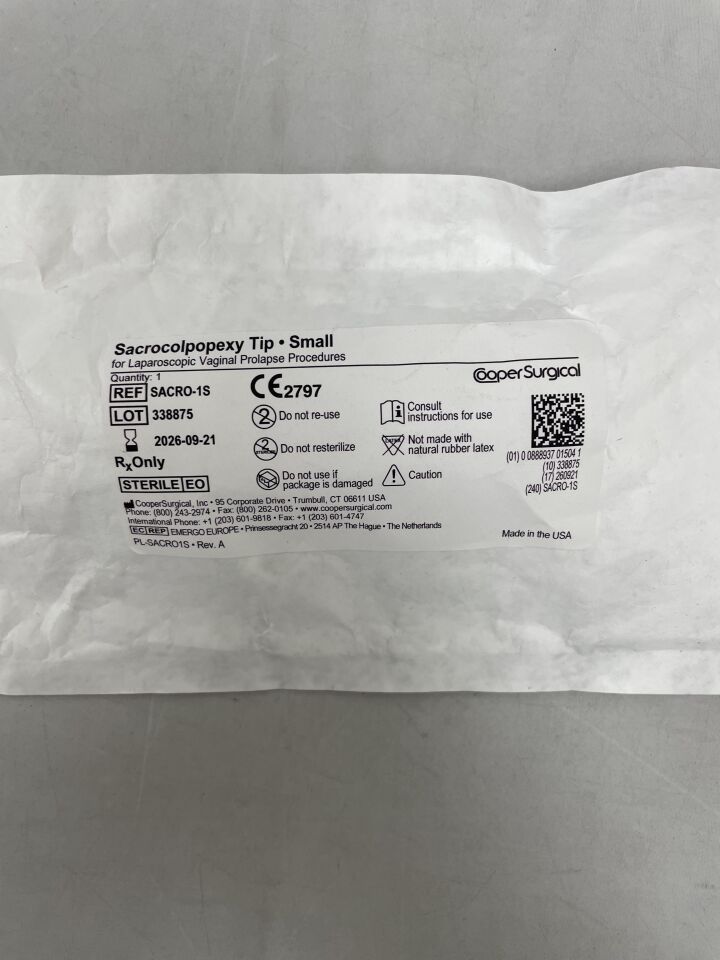 Sacrocolpopexy Tip • Small
for Laparoscopic Vaginal Prolapse Procedures
Quantity: 1
CooperSurgical
REF SACRO-1S
CE 2797
LOT 338875
2 Do not re-use
i Consult
instructions for use
2026-09-21
2 STERILIZE Do not resterilize
LATEX Not made with
natural rubber latex
Rx Only
Do not use if
package is damaged
Caution
STERILE EO
(01) 0 0888937 01504 1
(10) 338875
(17) 260921
(240) SACRO-1S
CooperSurgical, Inc • 95 Corporate Drive • Trumbull, CT 06611 USA
Phone: (800) 243-2974 • Fax: (800) 262-0105 • www.coopersurgical.com
International Phone: +1 (203) 601-9818 • Fax: +1 (203) 601-4747
EC REP EMERGO EUROPE • Prinsessegracht 20 • 2514 AP The Hague • The Netherlands
PL-SACRO1S • Rev. A
Made in the USA